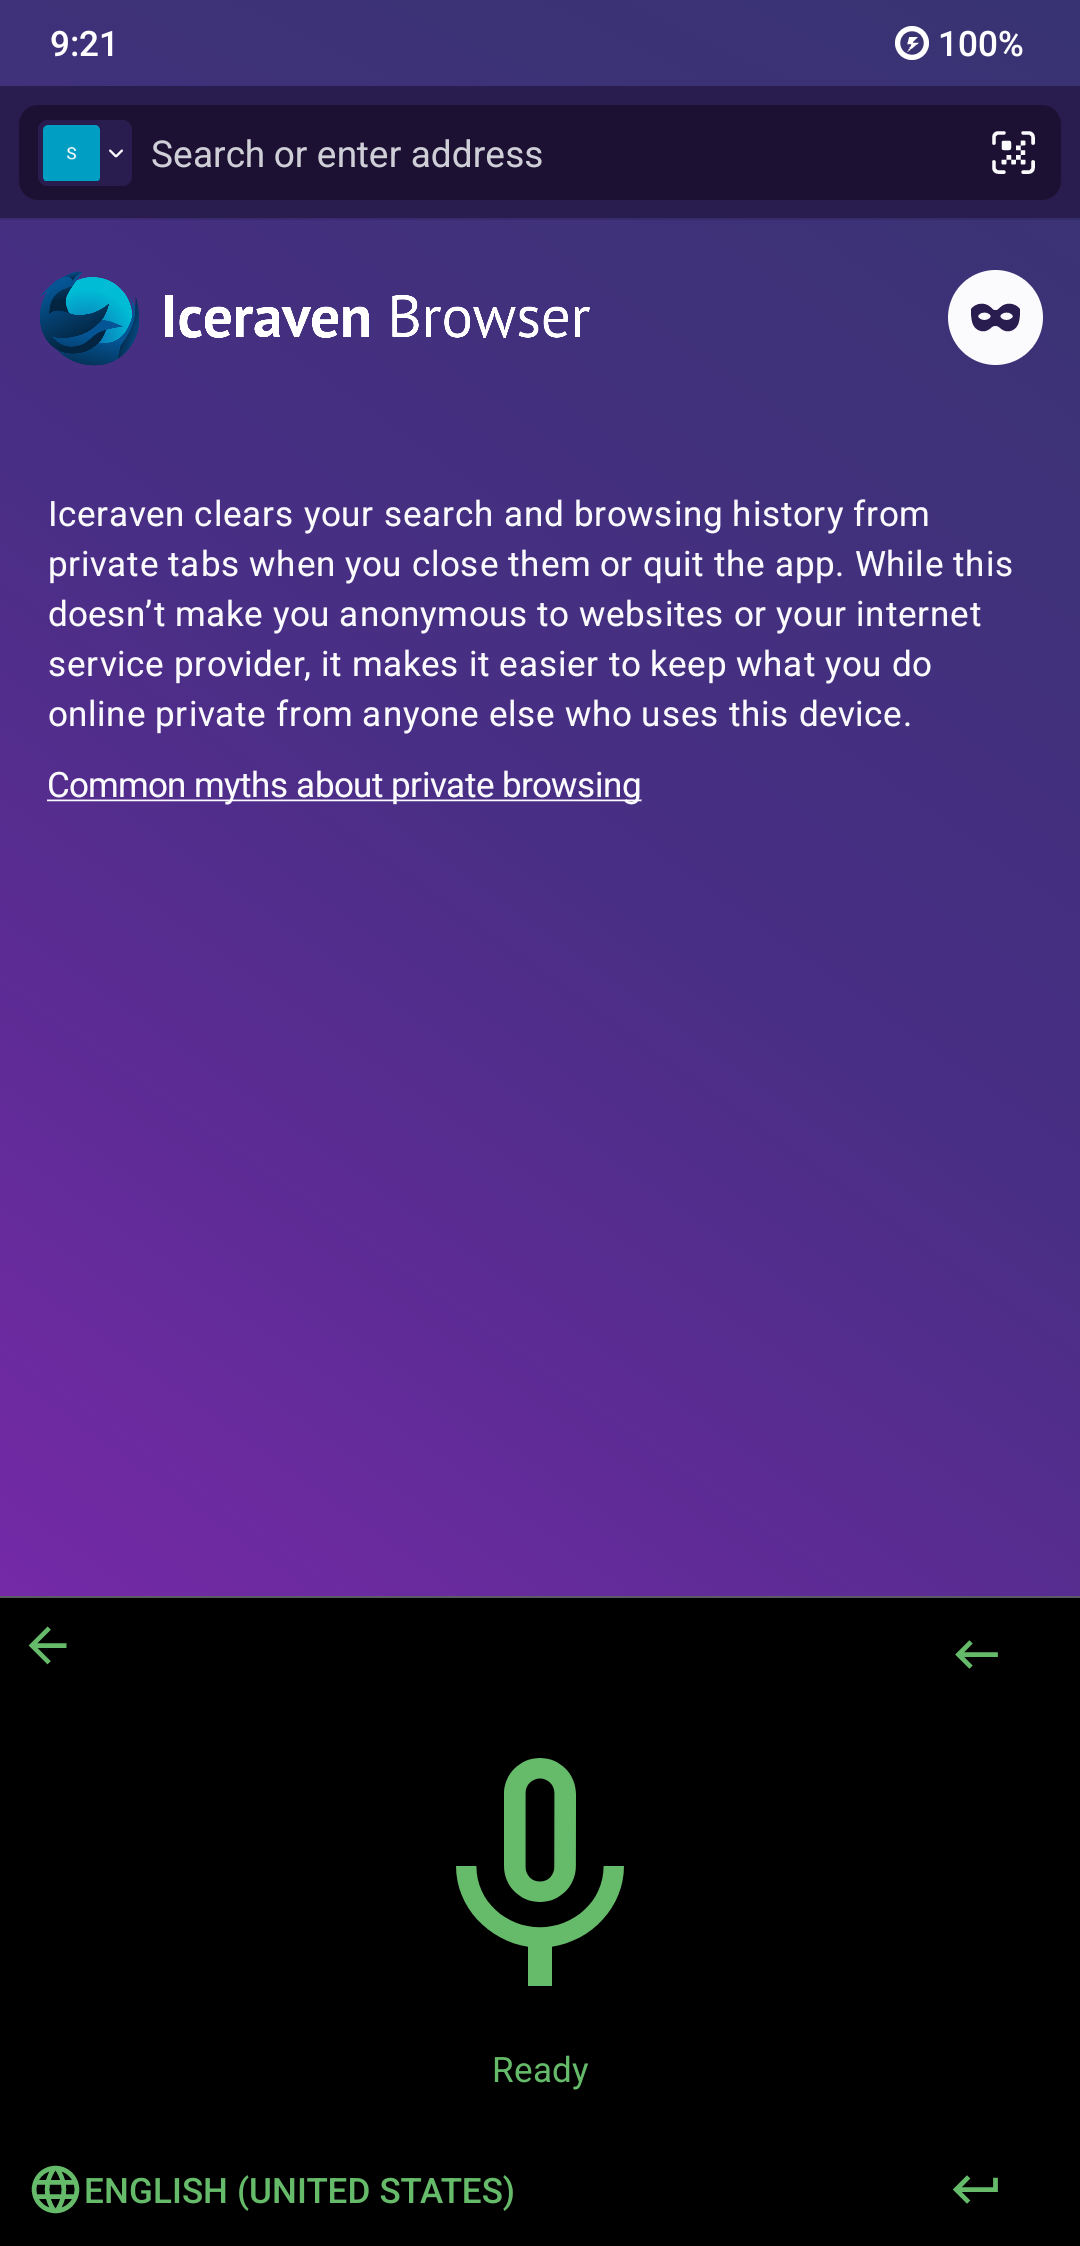 9:21
100%
S
Search or enter address
Iceraven Browser
Iceraven clears your search and browsing history from
private tabs when you close them or quit the app. While this
doesn’t make you anonymous to websites or your internet
service provider, it makes it easier to keep what you do
online private from anyone else who uses this device.
Common myths about private browsing
Ready
ENGLISH (UNITED STATES)